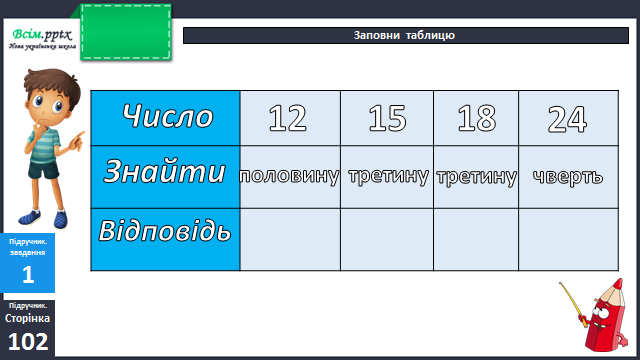 Всім.pptx
Нова українська школа
Заповни таблицю
Число 12 15 18 24
Знайти половину третину третину чверть
Відповідь
Підручник.
завдання
1
Підручник.
Сторінка
102